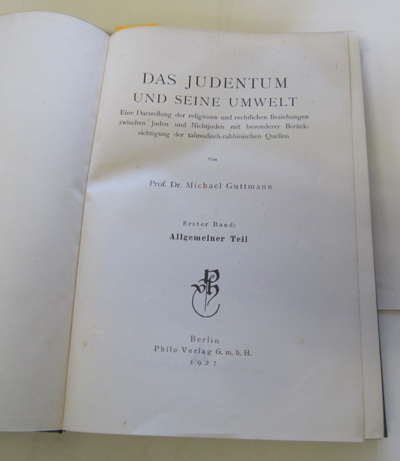 DAS JUDENTUM
UND SEINE UMWELT
Eine Darstellung der religiösen und rechtlichen Beziehungen
zwischen Juden und Nichtjuden mit besonderer Berück-
sichtigung der talmudisch-rabbinischen Quellen
Von
Prof. Dr. Michael Guttmann
Erster Band:
Allgemeiner Teil
Berlin
Philo Verlag G. m. b. H.
1927